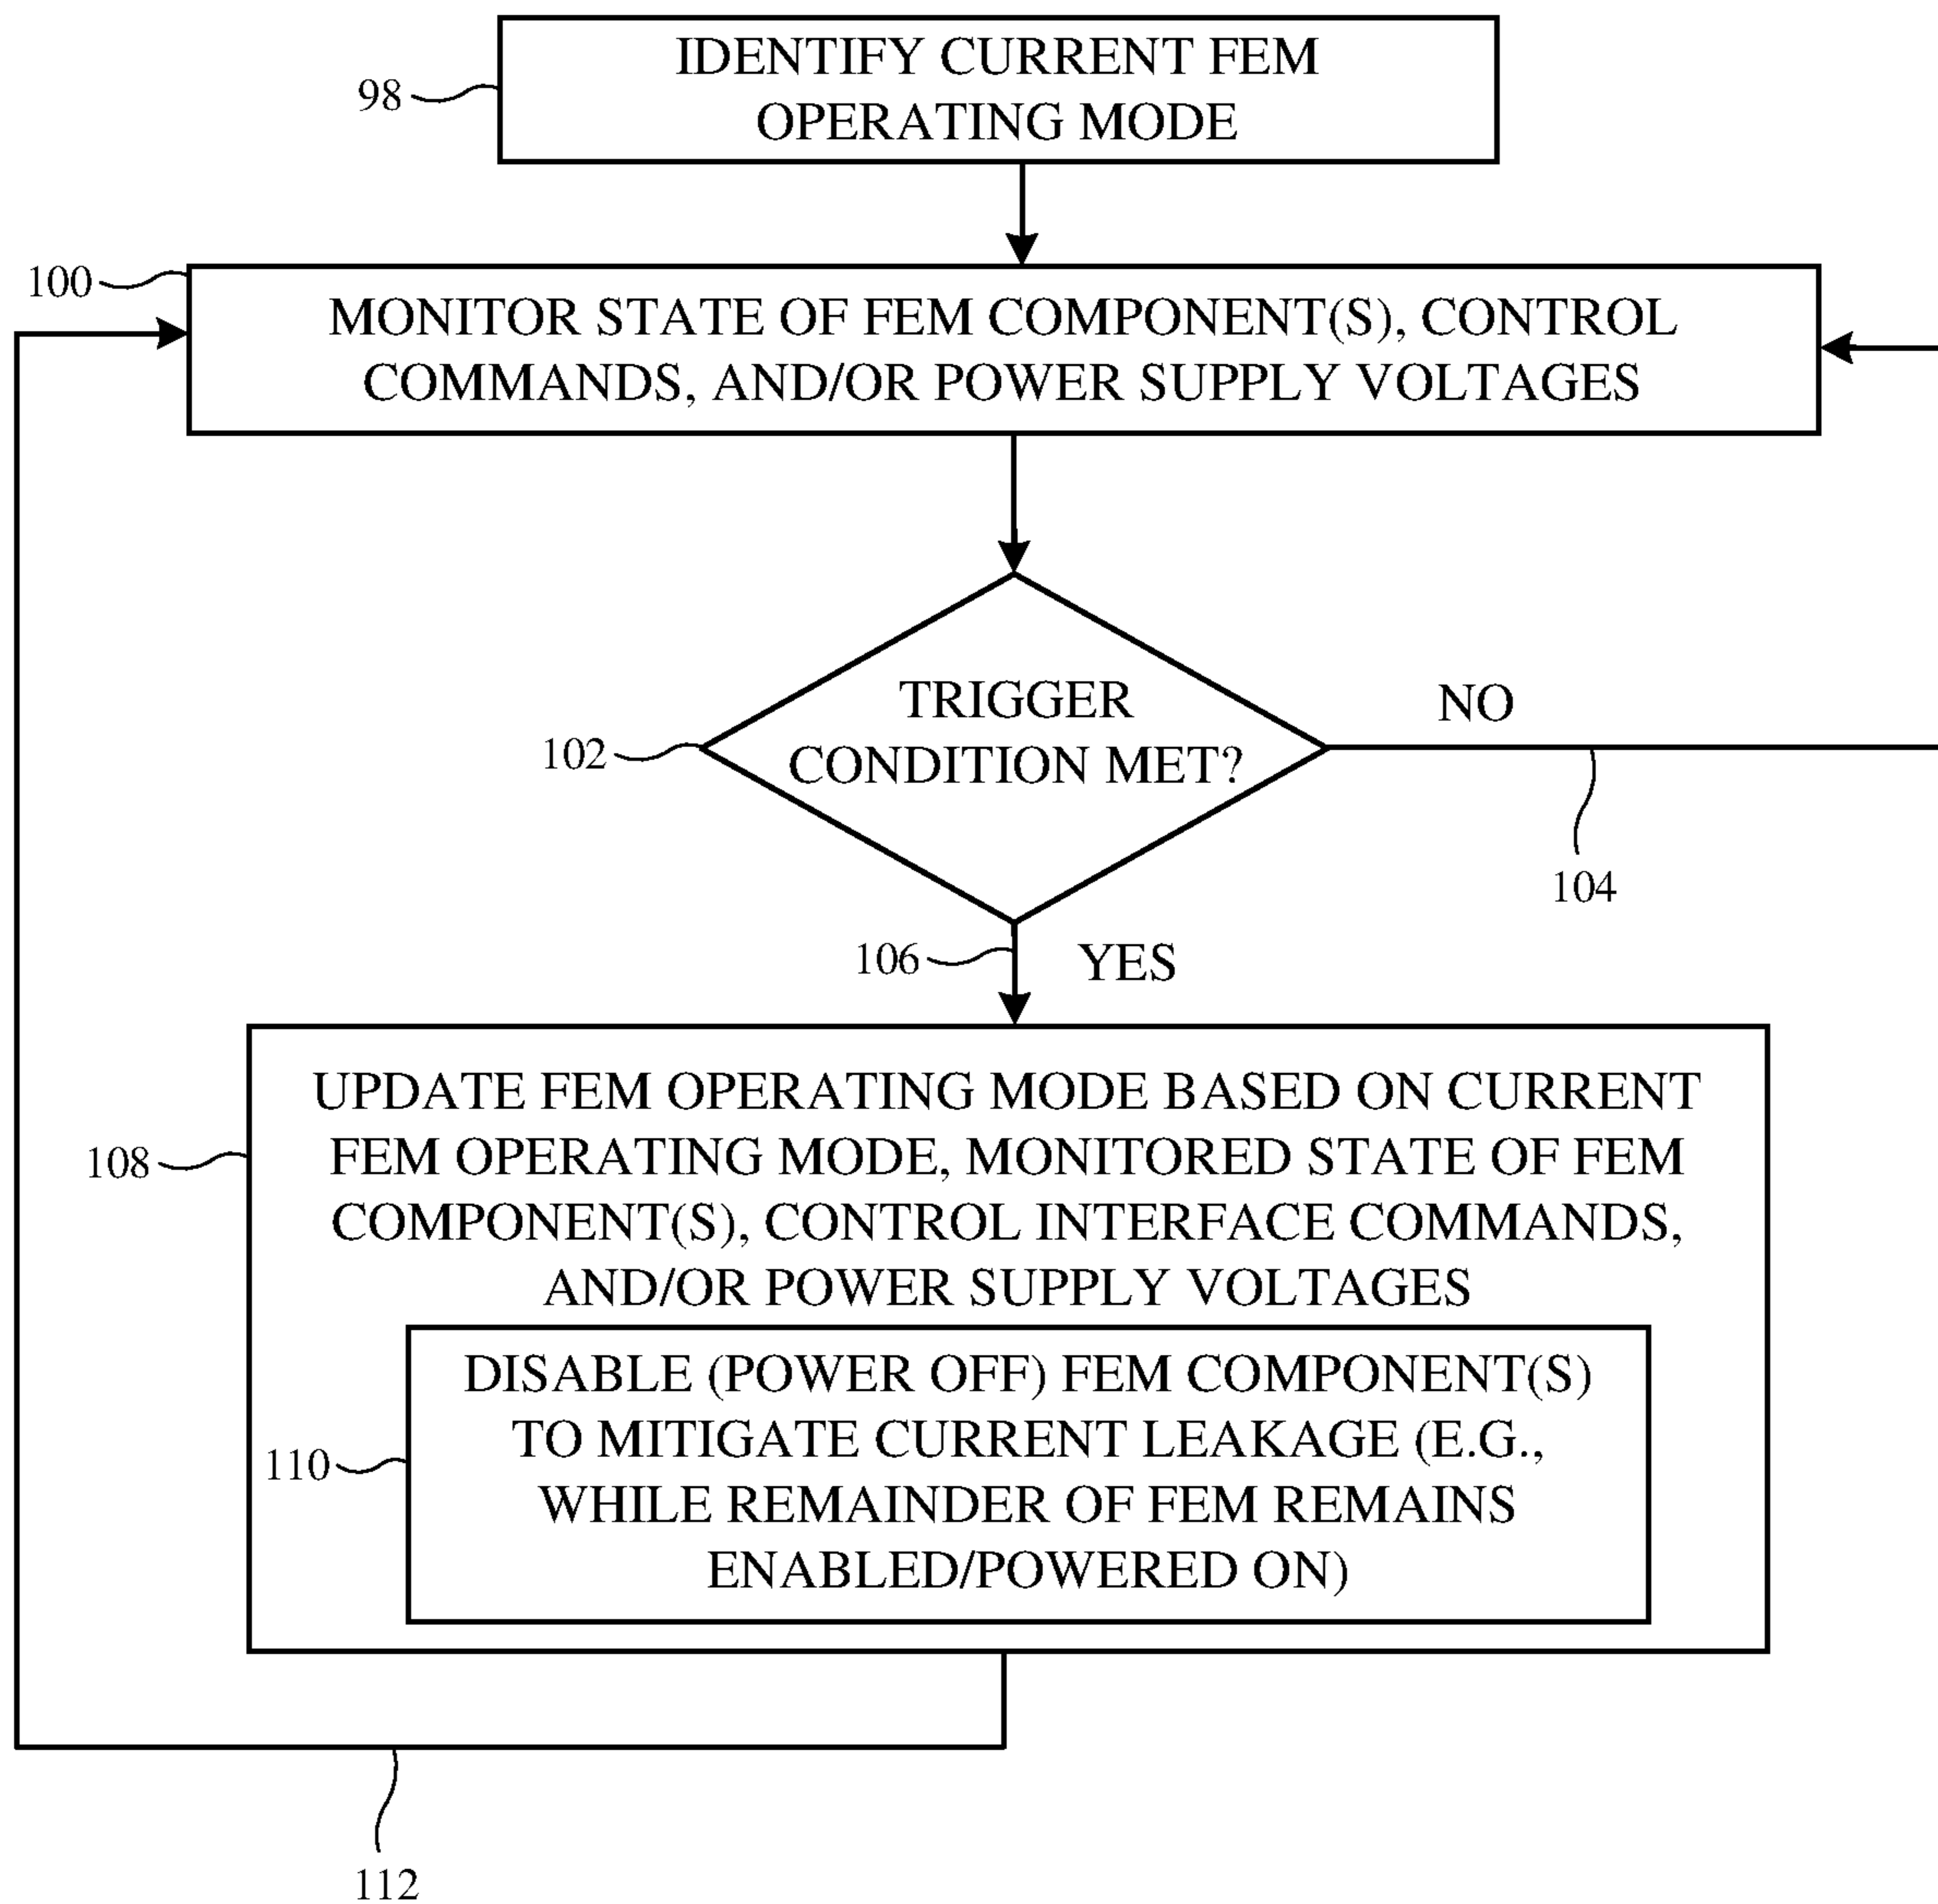 IDENTIFY CURRENT FEM
OPERATING MODE
98
100
MONITOR STATE OF FEM COMPONENT(S), CONTROL
COMMANDS, AND/OR POWER SUPPLY VOLTAGES
TRIGGER
CONDITION MET?
102
NO
104
106
YES
UPDATE FEM OPERATING MODE BASED ON CURRENT
FEM OPERATING MODE, MONITORED STATE OF FEM
COMPONENT(S), CONTROL INTERFACE COMMANDS,
AND/OR POWER SUPPLY VOLTAGES
108
DISABLE (POWER OFF) FEM COMPONENT(S)
TO MITIGATE CURRENT LEAKAGE (E.G.,
WHILE REMAINDER OF FEM REMAINS
ENABLED/POWERED ON)
110
112